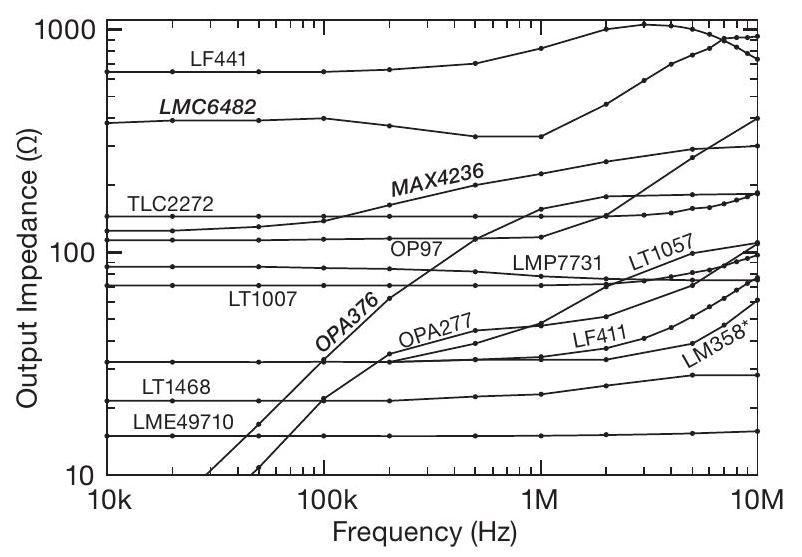 1000
LF441
LMC6482
MAX4236
TLC2272
100
OP97
LMP7731
LT1057
LT1007
OPA376
OPA277
LF411
LM358*
LT1468
LME49710
10
10k
100k
1M
10M
Output Impedance (Ω)
Frequency (Hz)